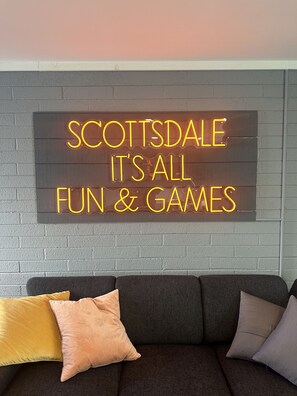 SCOTTSDALE
IT'S ALL
FUN & GAMES